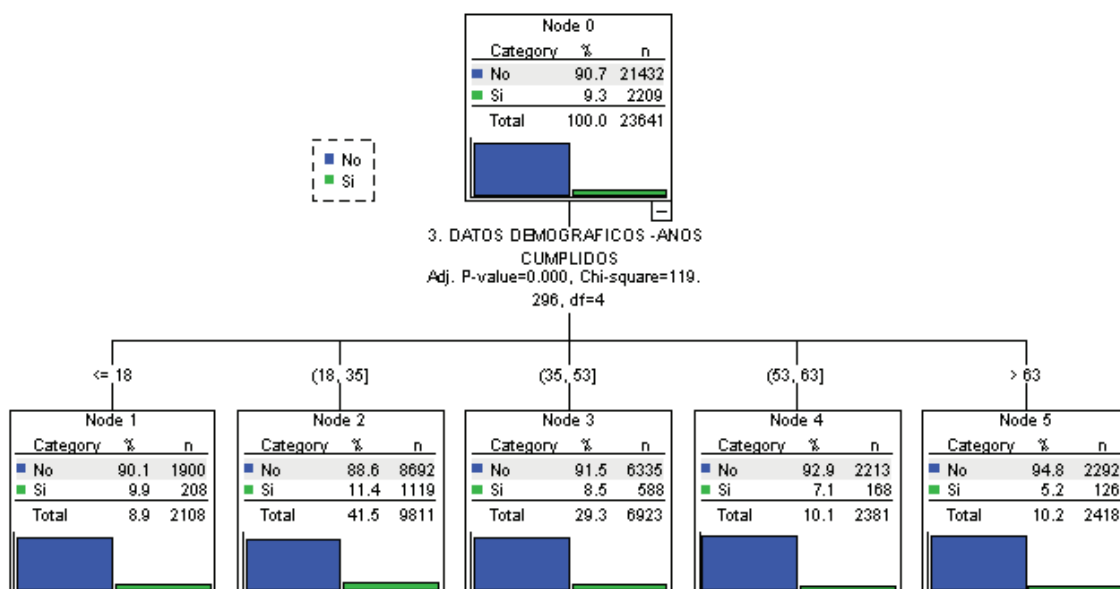 Node 0
Category % n
No 90.7 21432
Si 9.3 2209
Total 100.0 23641
No
Si
3. DATOS DEMOGRAFICOS -ANOS
CUMPLIDOS
Adj. P-value=0.000, Chi-square=119.
296, df=4
<= 18
(18, 35]
(35, 53]
(53, 63]
> 63
Node 1
Category % n
No 90.1 1900
Si 9.9 208
Total 8.9 2108
Node 2
Category % n
No 88.6 8692
Si 11.4 1119
Total 41.5 9811
Node 3
Category % n
No 91.5 6335
Si 8.5 588
Total 29.3 6923
Node 4
Category % n
No 92.9 2213
Si 7.1 168
Total 10.1 2381
Node 5
Category % n
No 94.8 2292
Si 5.2 126
Total 10.2 2418